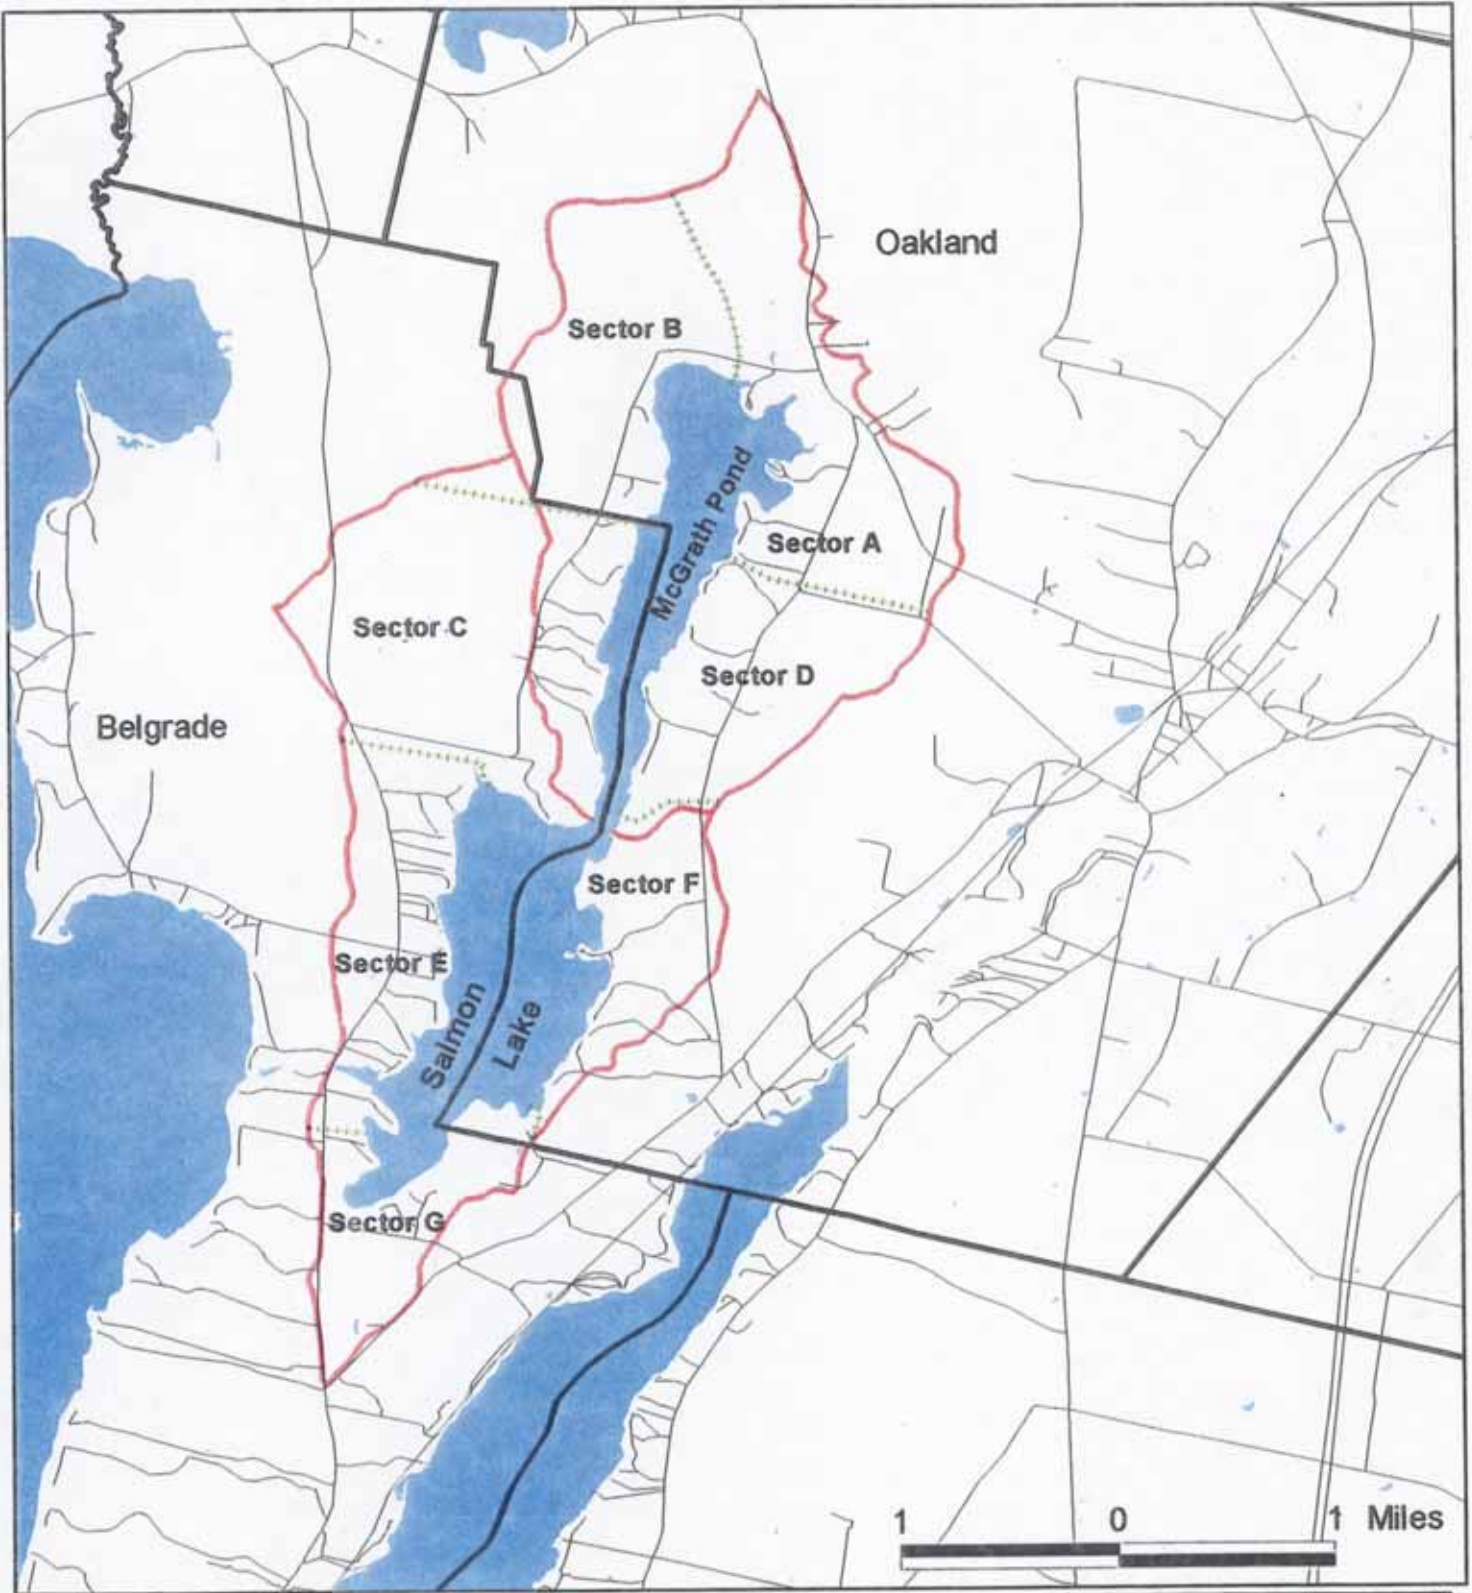 Oakland
Sector B
McGrath Pond
Sector A
Sector C
Sector D
Belgrade
Sector F
Sector E
Salmon
Lake
Sector G
1 0 1 Miles